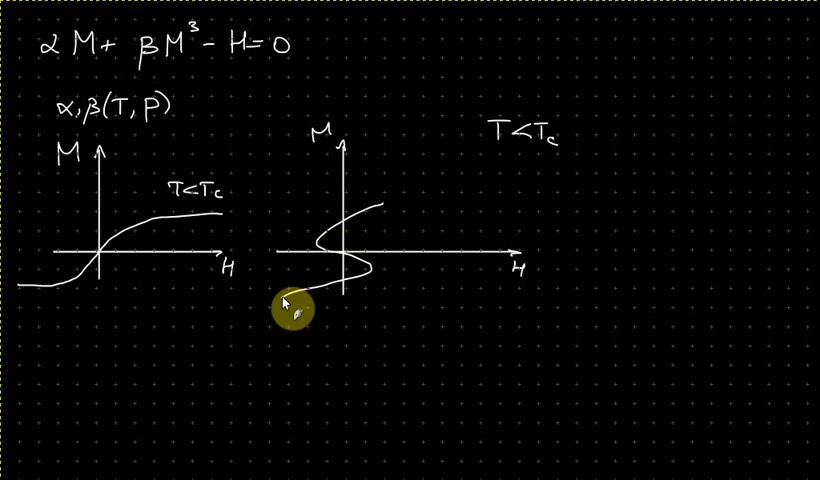 αM + βM³ - H = 0
α, β(T, P)
M
T<Tc
H
M
T<Tc
H